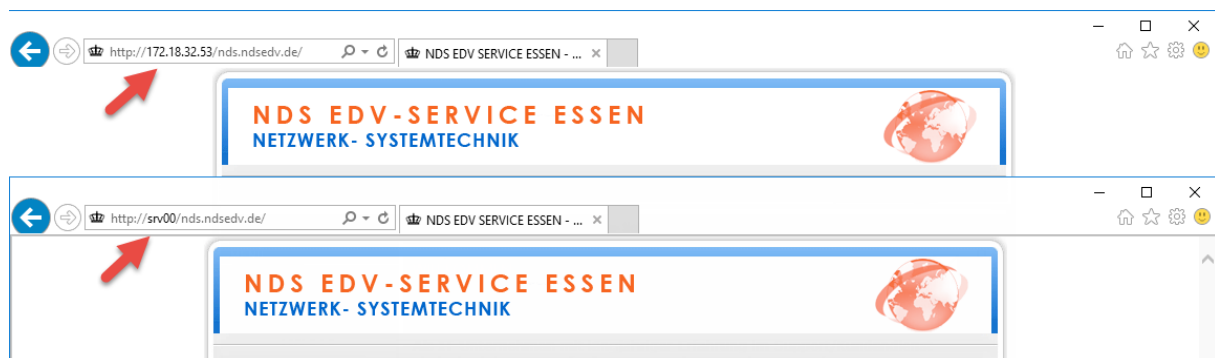 http://172.18.32.53/nds.ndsedv.de/ NDS EDV SERVICE ESSEN - ...
NDS EDV-SERVICE ESSEN
NETZWERK- SYSTEMTECHNIK
http://srv00/nds.ndsedv.de/ NDS EDV SERVICE ESSEN - ...
NDS EDV-SERVICE ESSEN
NETZWERK- SYSTEMTECHNIK